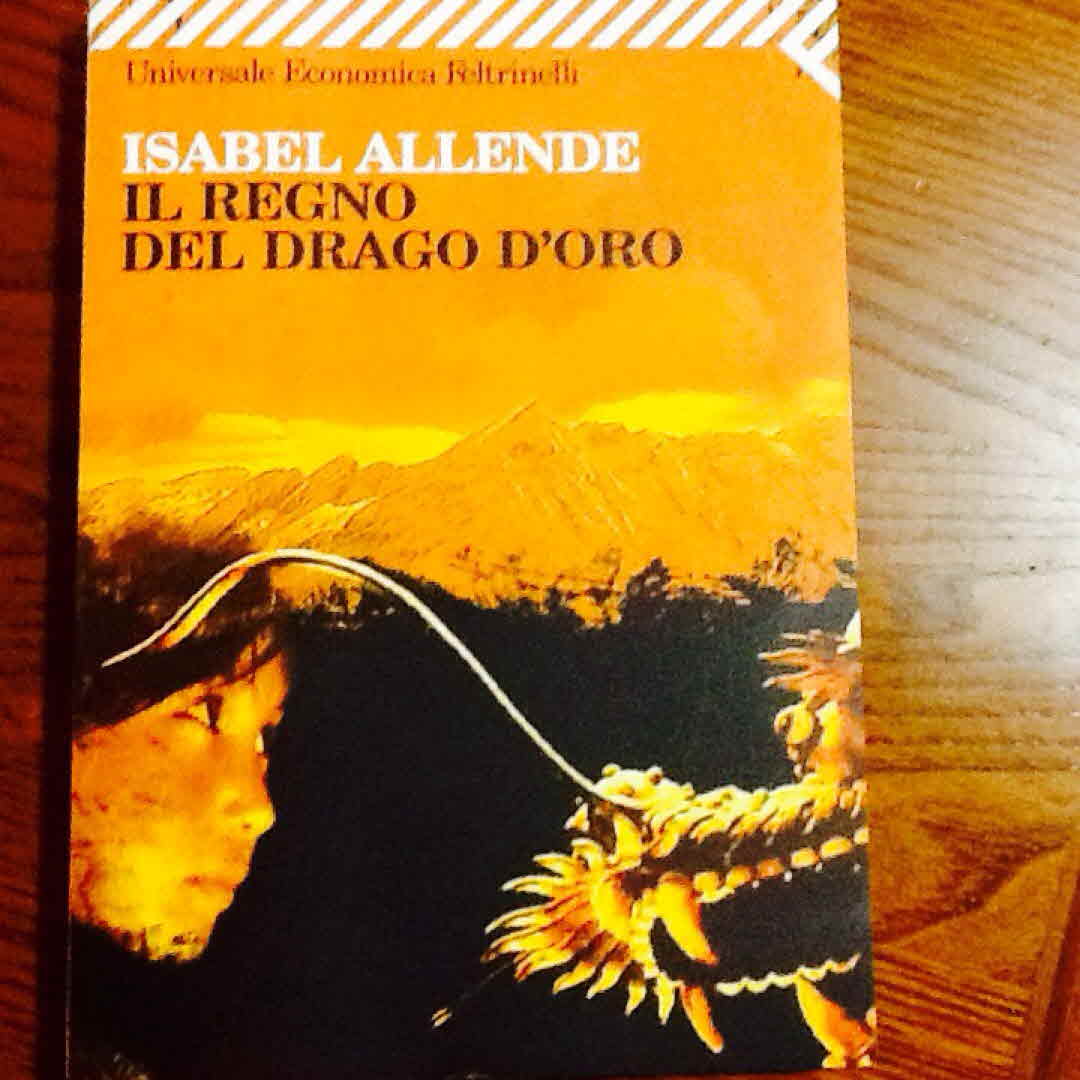 Universale Economica Feltrinelli
ISABEL ALLENDE
IL REGNO
DEL DRAGO D'ORO